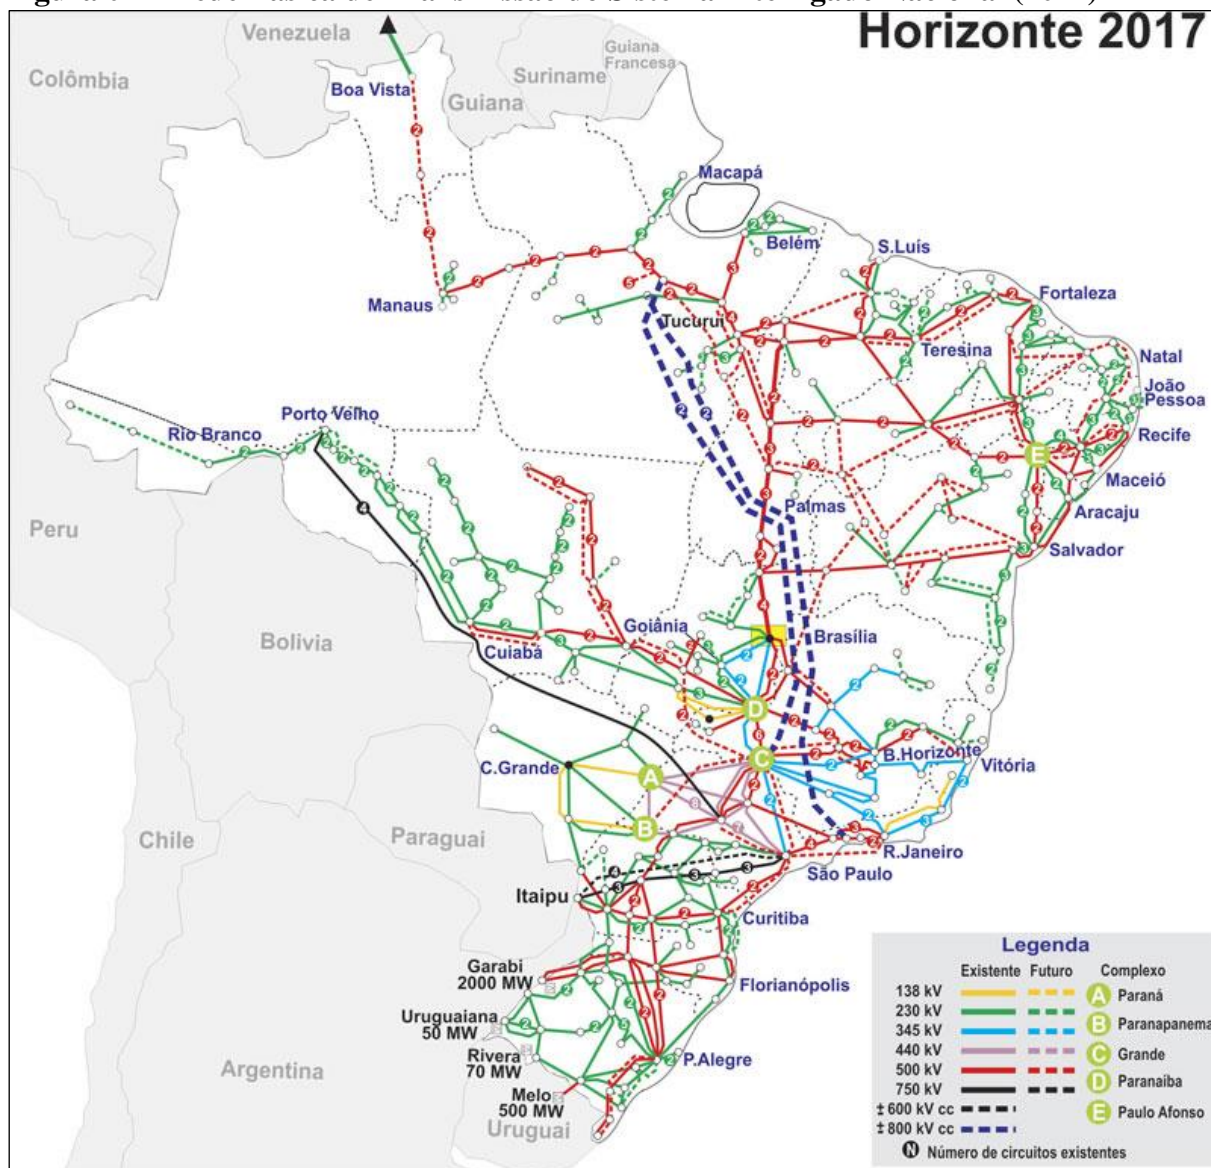 Horizonte 2017
Venezuela
Guiana
Francesa
Suriname
Colômbia
Boa Vista
Guiana
Macapá
Belém
S.Luís
Manaus
Fortaleza
Tucuruí
Teresina
Natal
João
Pessoa
Porto Velho
Rio Branco
Recife
E
Maceió
Palmas
Aracaju
Peru
Salvador
Goiânia
Brasília
Bolivia
Cuiabá
D
B.Horizonte
Vitória
C
C.Grande
A
B
Chile
Paraguai
R.Janeiro
São Paulo
Itaipu
Curitiba
Garabi
2000 MW
Florianópolis
Uruguaiana
50 MW
Rivera
70 MW
P.Alegre
Melo
500 MW
Argentina
Uruguai
Legenda
Existente Futuro Complexo
138 kV A Paraná
230 kV
345 kV B Paranapanema
440 kV C Grande
500 kV D Paranaíba
750 kV
± 600 kV cc E Paulo Afonso
± 800 kV cc
N Número de circuitos existentes